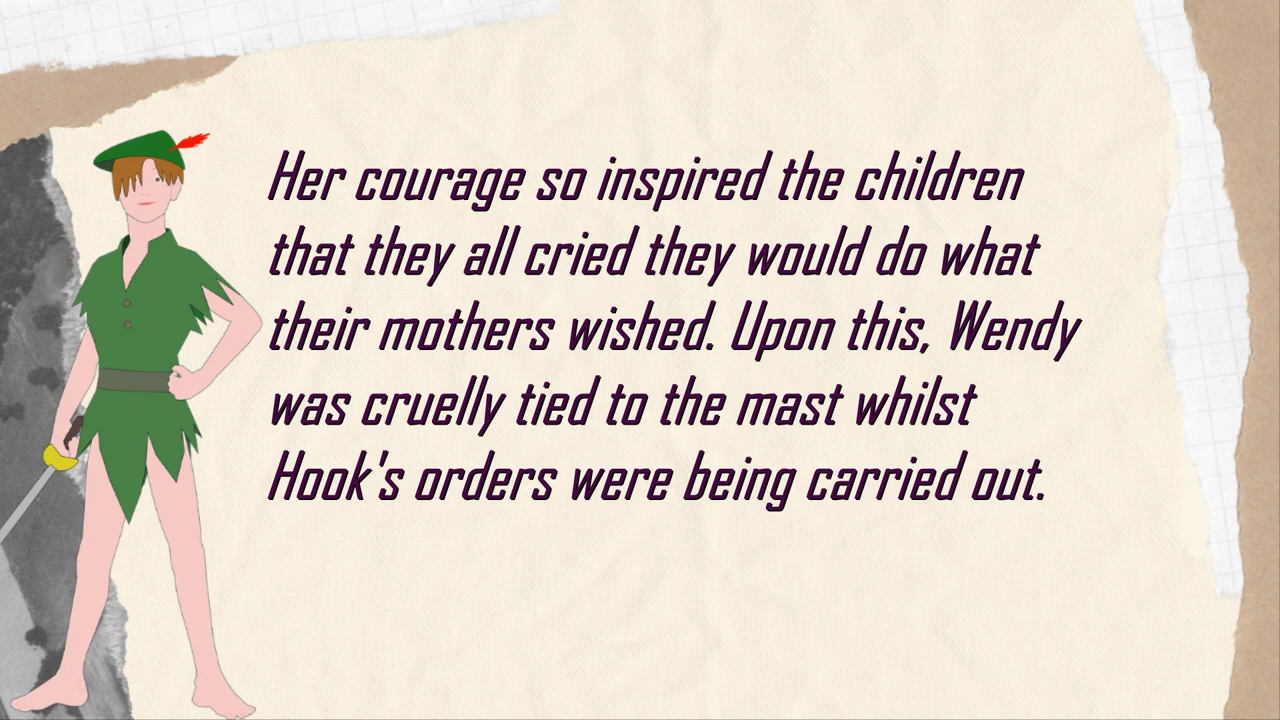 Her courage so inspired the children
that they all cried they would do what
their mothers wished. Upon this, Wendy
was cruelly tied to the mast whilst
Hook's orders were being carried out.